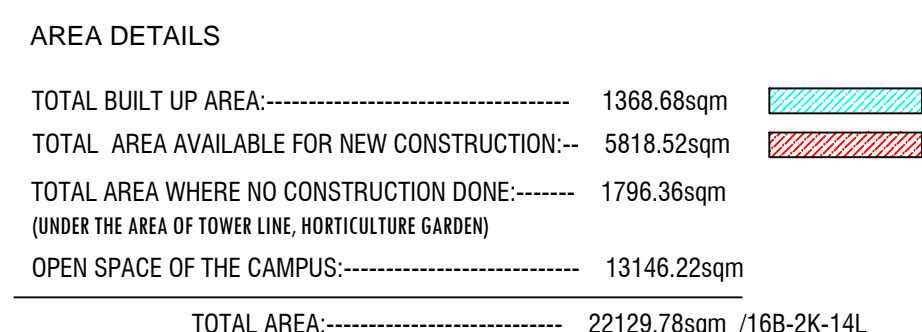 AREA DETAILS
TOTAL BUILT UP AREA:------------------------------------ 1368.68sqm
TOTAL AREA AVAILABLE FOR NEW CONSTRUCTION:-- 5818.52sqm
TOTAL AREA WHERE NO CONSTRUCTION DONE:------- 1796.36sqm
(UNDER THE AREA OF TOWER LINE, HORTICULTURE GARDEN)
OPEN SPACE OF THE CAMPUS:---------------------------- 13146.22sqm
TOTAL AREA:---------------------------- 22129.78sqm /16B-2K-14L